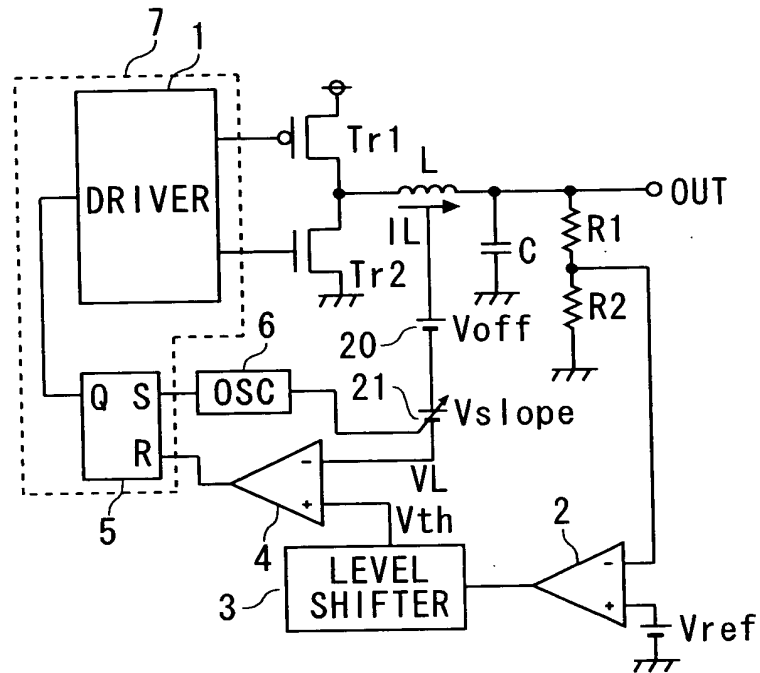 7
1
DRIVER
Tr1
L
OUT
IL
R1
C
Tr2
R2
20
Voff
6
Q
S
OSC
21
Vslope
R
-
VL
+
Vth
5
4
2
3
LEVEL
SHIFTER
-
+
Vref